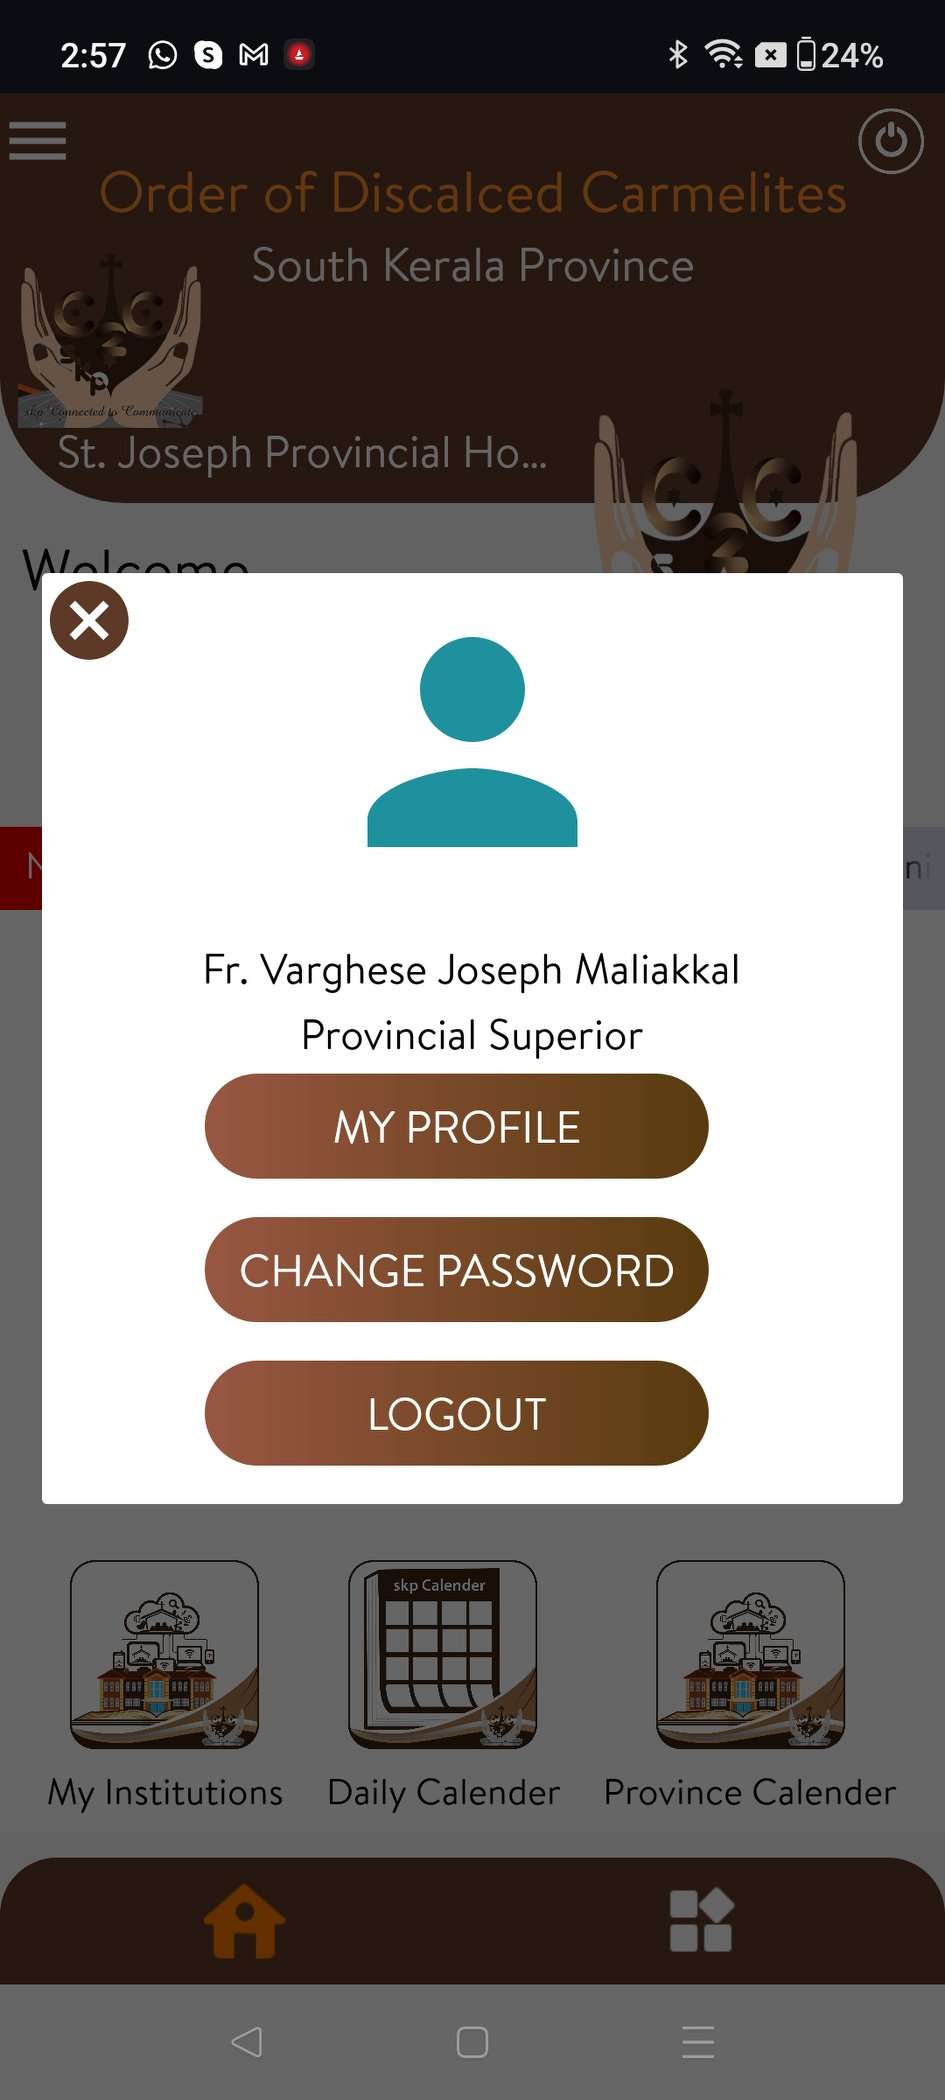 2:57
24%
Order of Discalced Carmelites
South Kerala Province
skp Connected to Communicate
St. Joseph Provincial Ho...
Welcome
Fr. Varghese Joseph Maliakkal
Provincial Superior
MY PROFILE
CHANGE PASSWORD
LOGOUT
skp Calender
My Institutions
Daily Calender
Province Calender